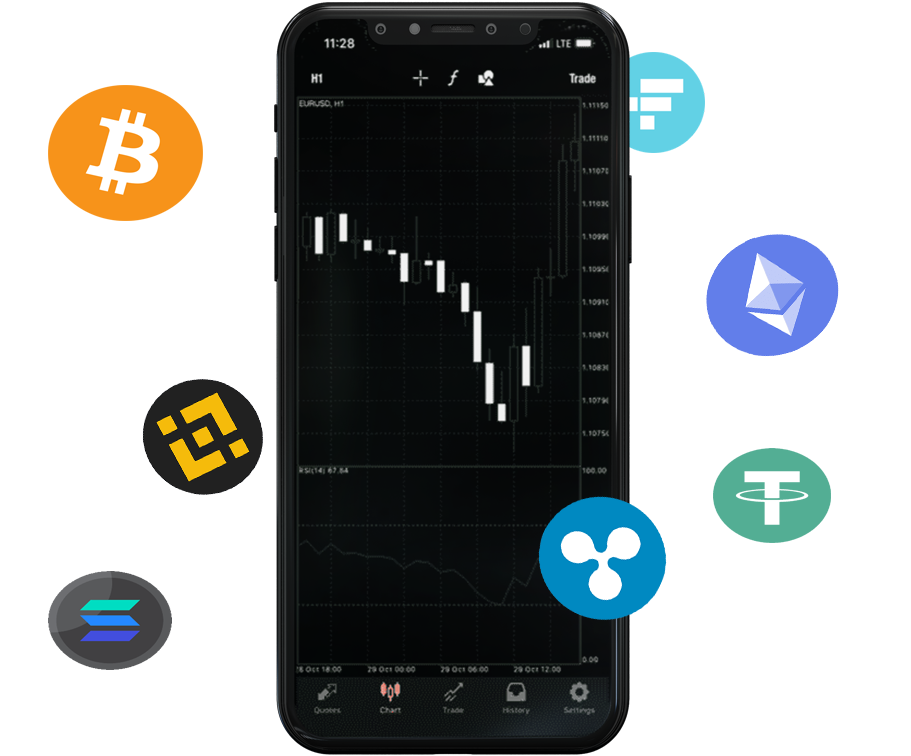 11:28
LTE
H1
f
Trade
EURUSD, H1
1.11190
1.11150
1.11070
1.11030
1.10990
1.10950
1.10910
1.10870
1.10830
1.10790
1.10750
RSI(14) 67.84
100.00
0.00
29 Oct 00:00
29 Oct 06:00
29 Oct 12:00
Quotes
Chart
Trade
History
Settings